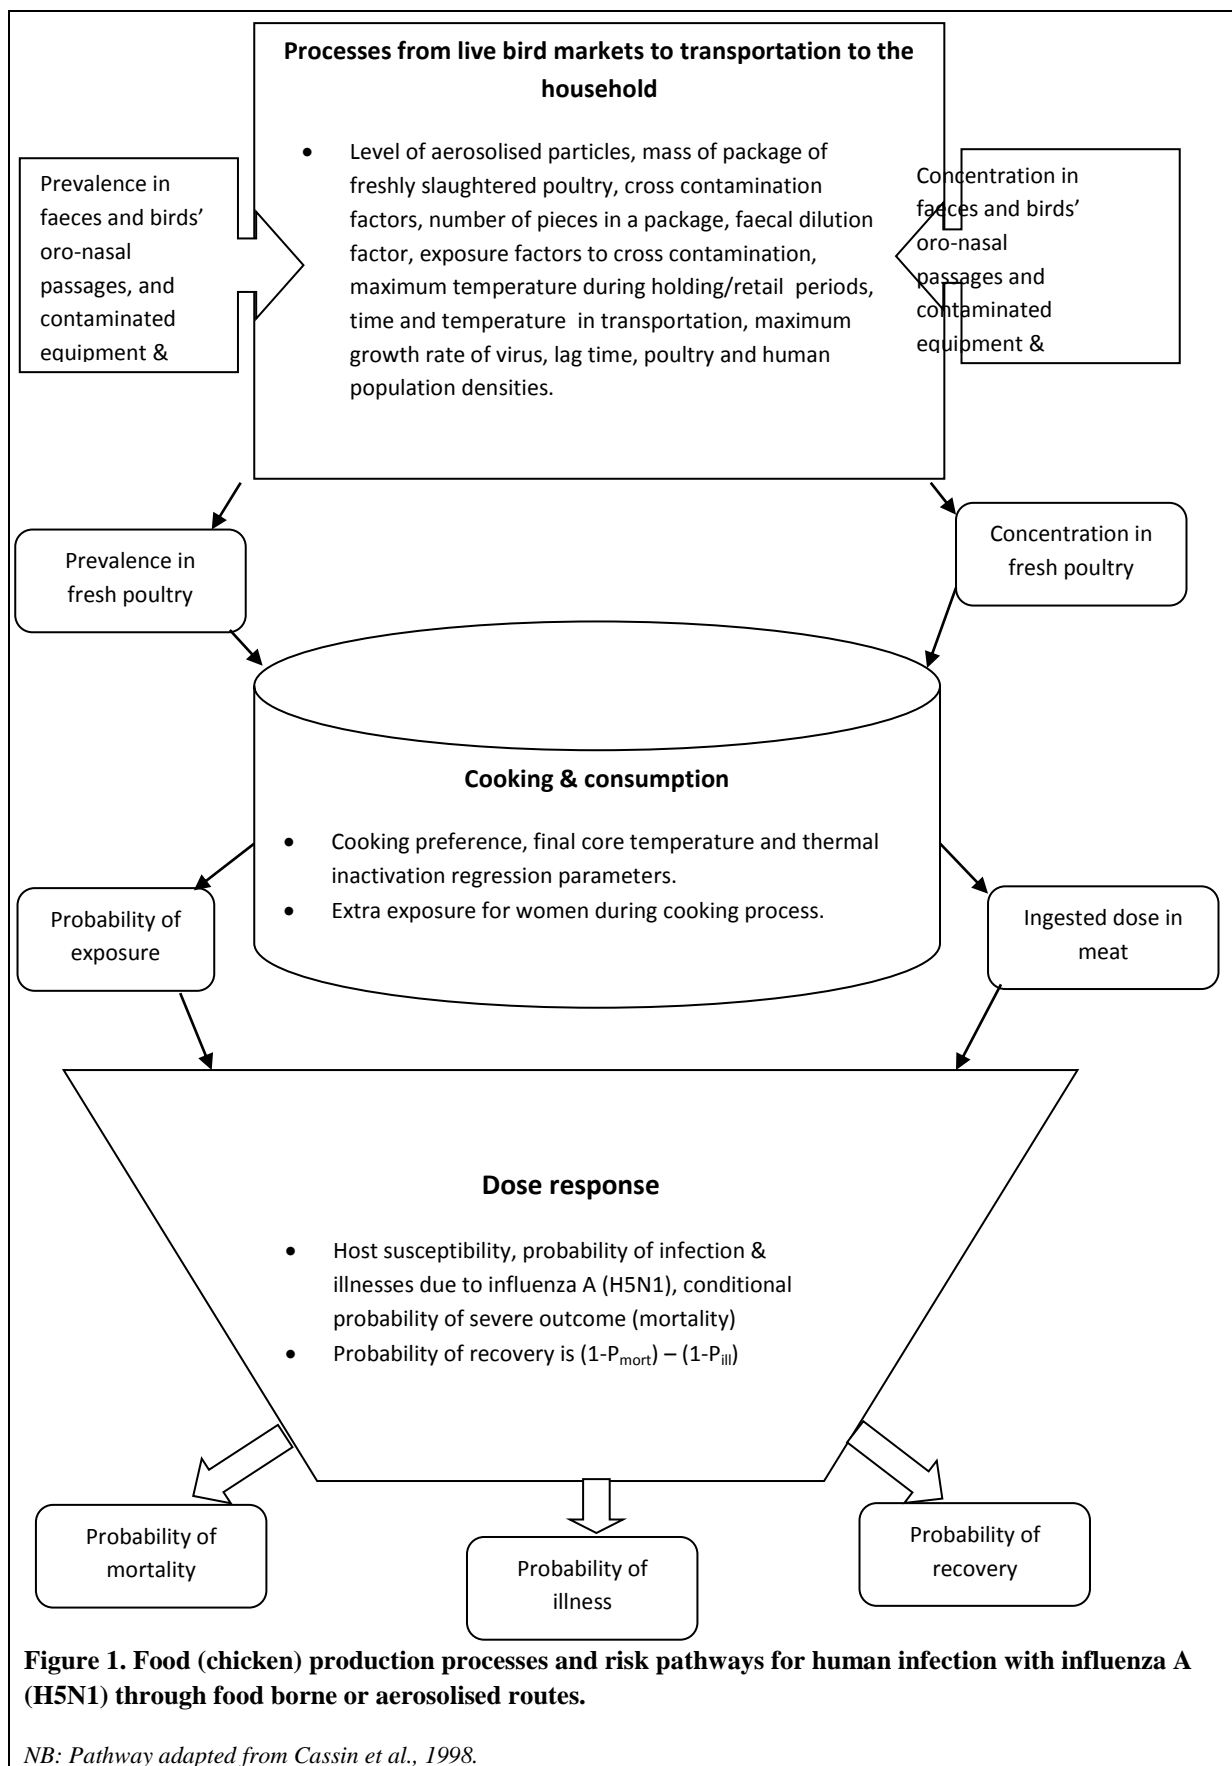 Processes from live bird markets to transportation to the
household
• Level of aerosolised particles, mass of package of
freshly slaughtered poultry, cross contamination
factors, number of pieces in a package, faecal dilution
factor, exposure factors to cross contamination,
maximum temperature during holding/retail periods,
time and temperature in transportation, maximum
growth rate of virus, lag time, poultry and human
population densities.
Prevalence in
faeces and birds’
oro-nasal
passages, and
contaminated
equipment &
Concentration in
faeces and birds’
oro-nasal
passages and
contaminated
equipment &
Prevalence in
fresh poultry
Concentration in
fresh poultry
Cooking & consumption
• Cooking preference, final core temperature and thermal
inactivation regression parameters.
• Extra exposure for women during cooking process.
Probability of
exposure
Ingested dose in
meat
Dose response
• Host susceptibility, probability of infection &
illnesses due to influenza A (H5N1), conditional
probability of severe outcome (mortality)
• Probability of recovery is (1-Pmort) – (1-Pill)
Probability of
mortality
Probability of
illness
Probability of
recovery
Figure 1. Food (chicken) production processes and risk pathways for human infection with influenza A
(H5N1) through food borne or aerosolised routes.
NB: Pathway adapted from Cassin et al., 1998.